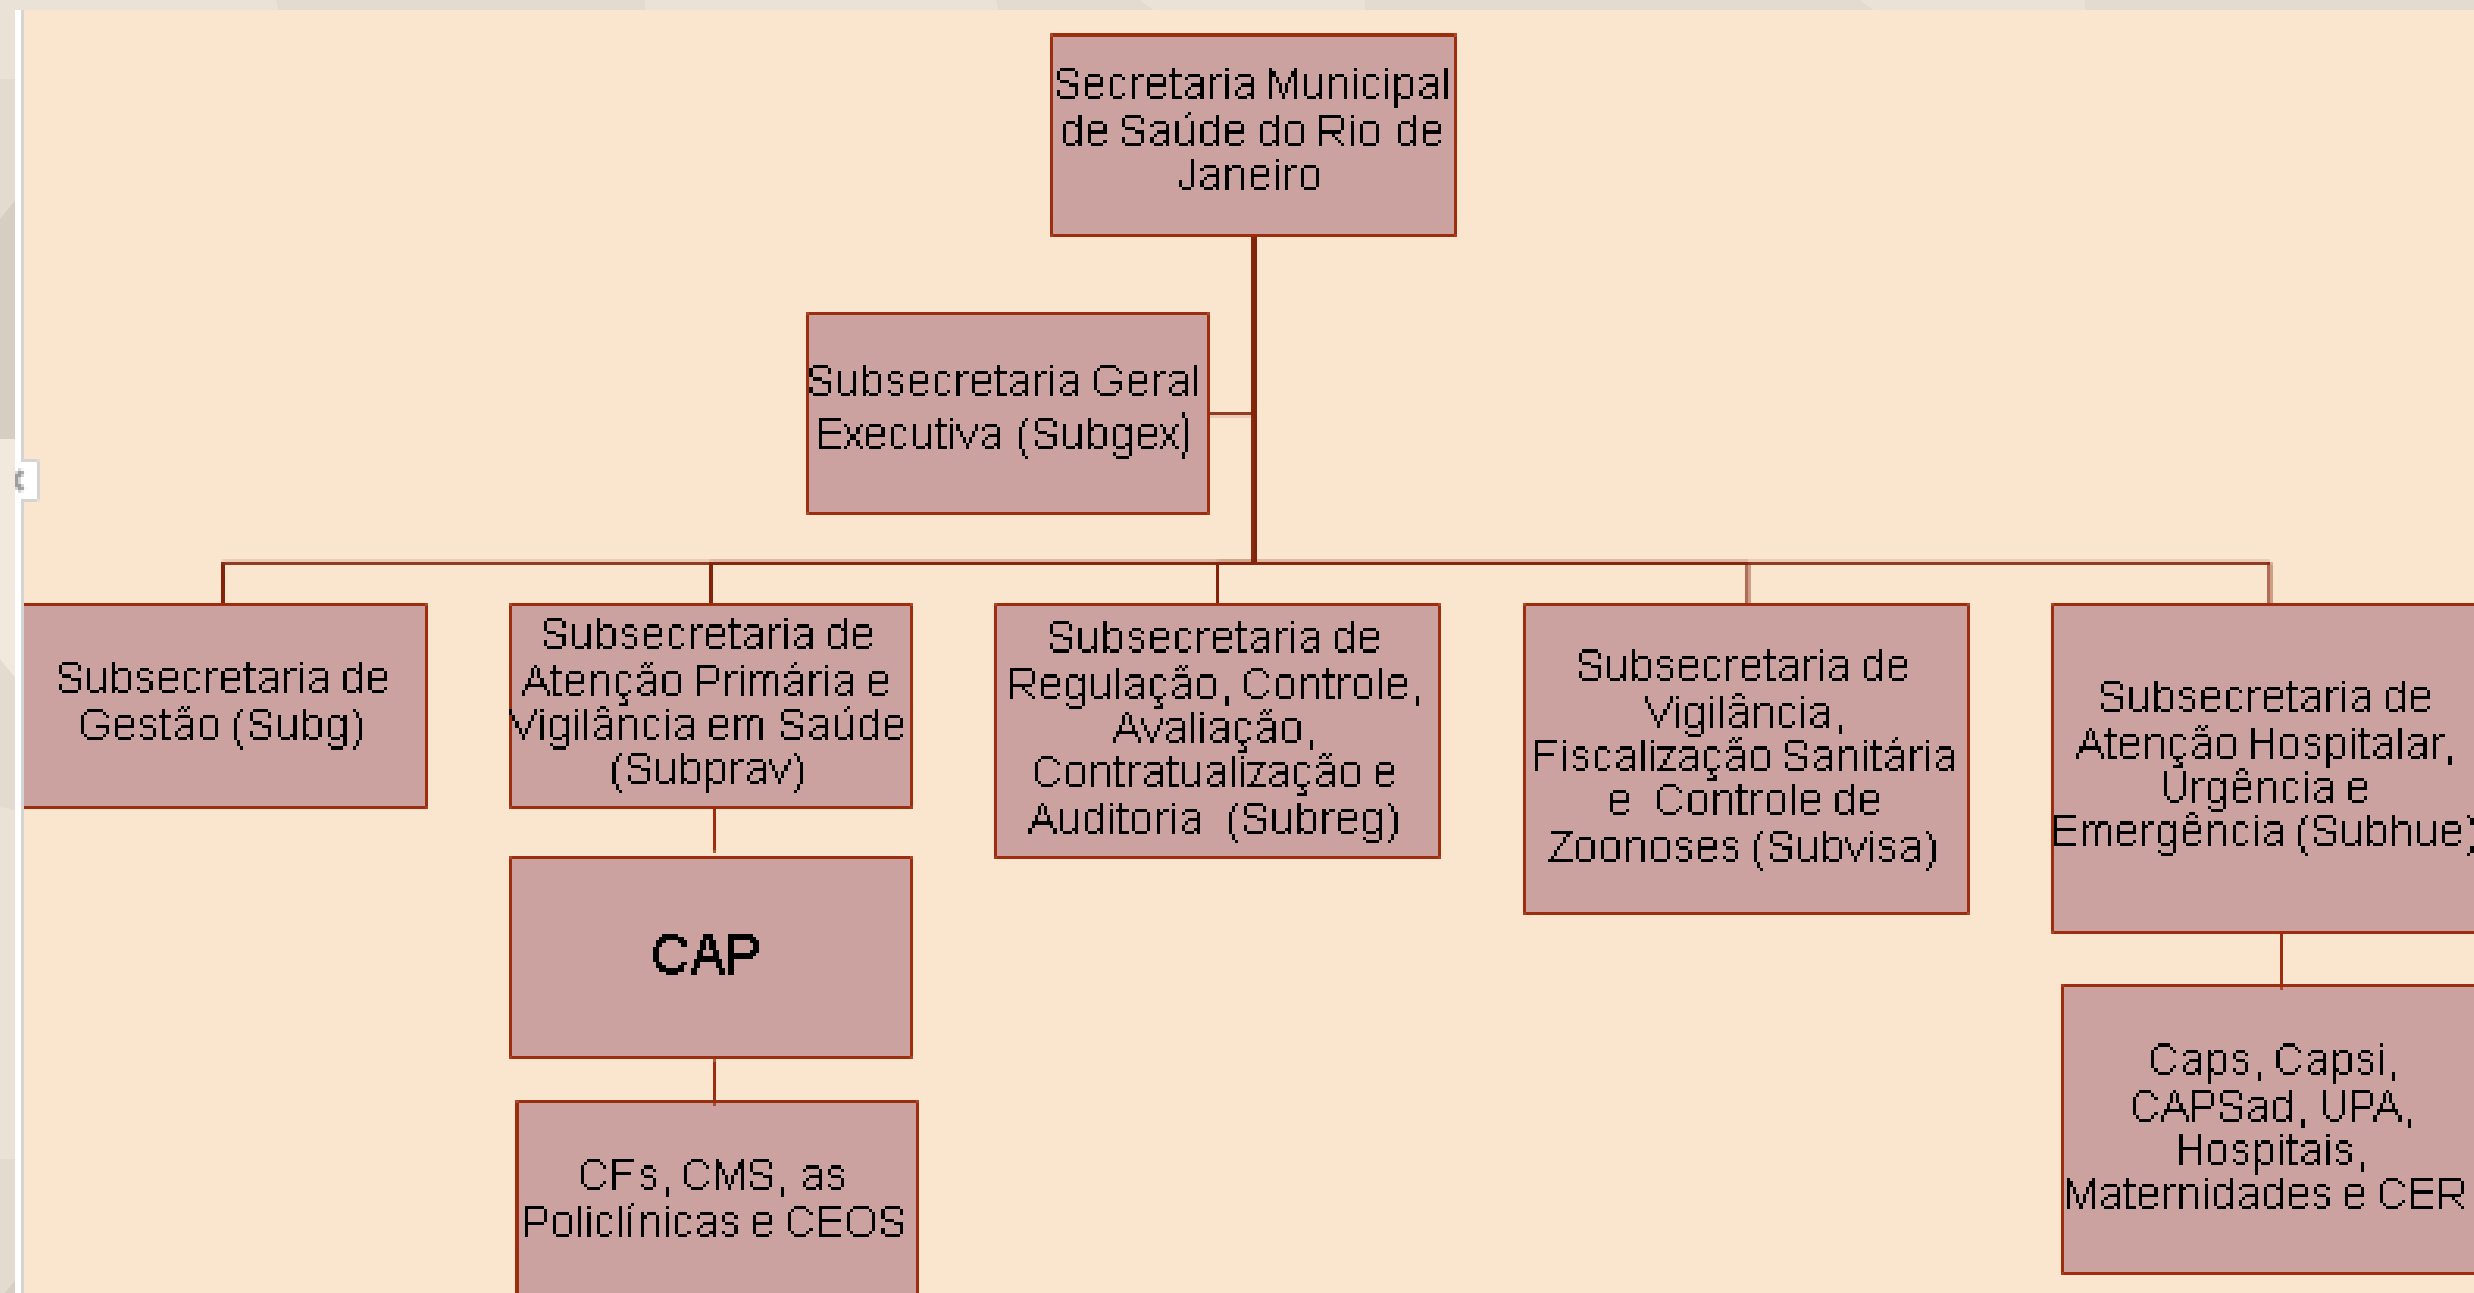 Secretaria Municipal
de Saúde do Rio de
Janeiro
Subsecretaria Geral
Executiva (Subgex)
Subsecretaria de
Gestão (Subg)
Subsecretaria de
Atenção Primária e
Vigilância em Saúde
(Subprav)
Subsecretaria de
Regulação, Controle,
Avaliação,
Contratualização e
Auditoria (Subreg)
Subsecretaria de
Vigilância,
Fiscalização Sanitária
e Controle de
Zoonoses (Subvisa)
Subsecretaria de
Atenção Hospitalar,
Urgência e
Emergência (Subhue)
CAP
CFs, CMS, as
Policlínicas e CEOS
Caps, Capsi,
CAPSad, UPA,
Hospitais,
Maternidades e CER